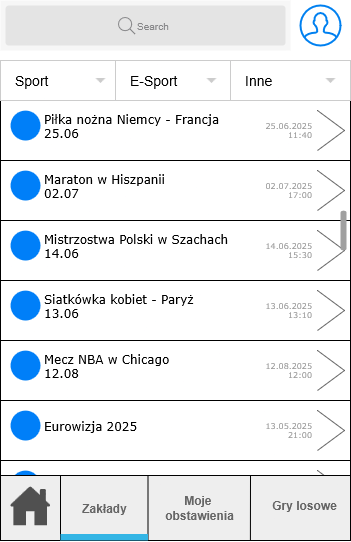 Search
Sport
E-Sport
Inne
Piłka nożna Niemcy - Francja
25.06
25.06.2025
11:40
Maraton w Hiszpanii
02.07
02.07.2025
17:00
Mistrzostwa Polski w Szachach
14.06
14.06.2025
15:30
Siatkówka kobiet - Paryż
13.06
13.06.2025
13:10
Mecz NBA w Chicago
12.08
12.08.2025
12:00
Eurowizja 2025
13.05.2025
21:00
Zakłady
Moje
obstawienia
Gry losowe